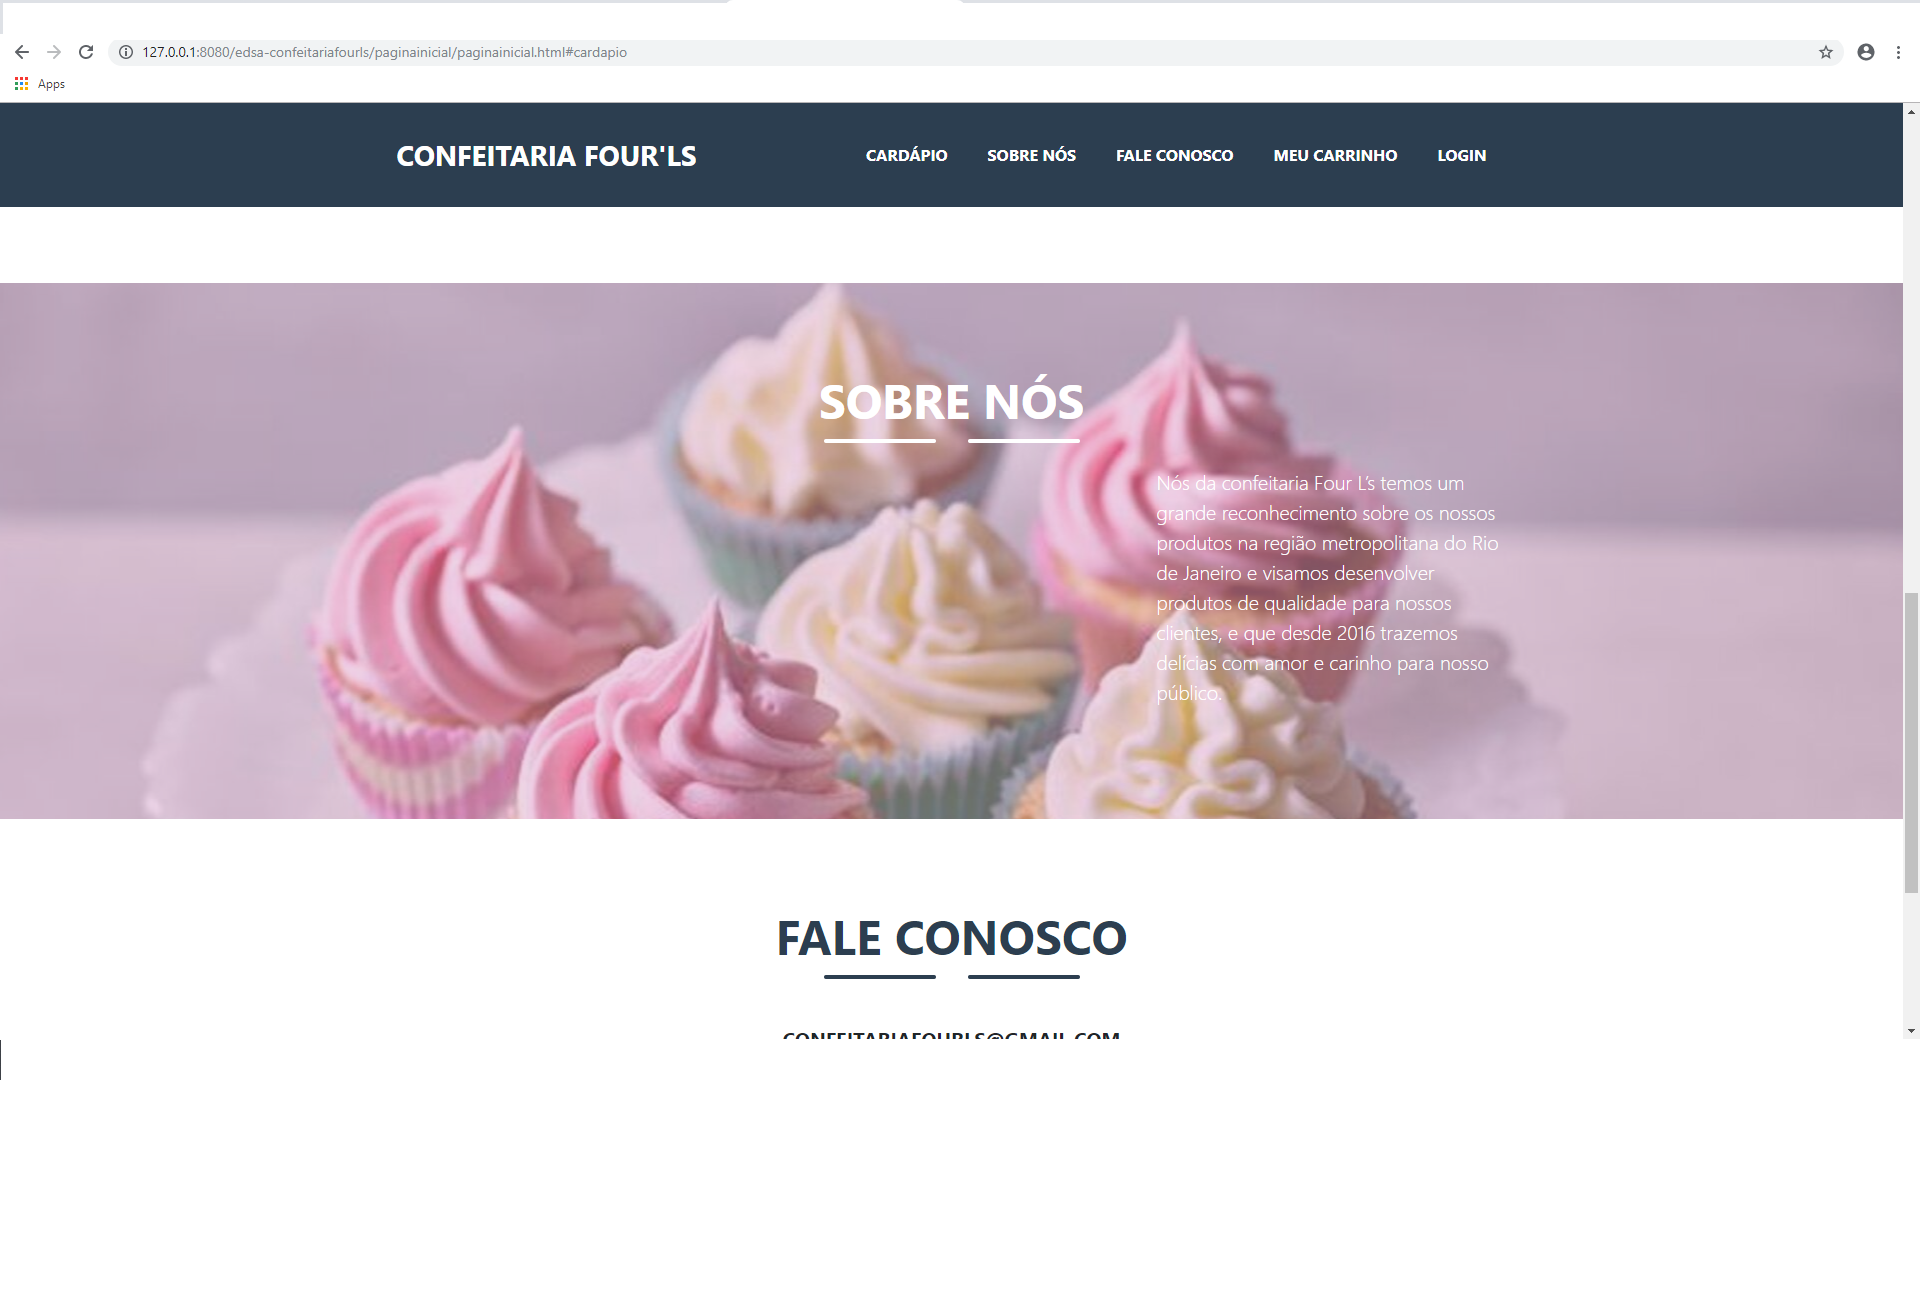 127.0.0.1:8080/edsa-confeitariafourls/paginainicial/paginainicial.html#cardapio
Apps
CONFEITARIA FOUR'LS
CARDÁPIO SOBRE NÓS FALE CONOSCO MEU CARRINHO LOGIN
SOBRE NÓS
Nós da confeitaria Four L's temos um
grande reconhecimento sobre os nossos
produtos na região metropolitana do Rio
de Janeiro e visamos desenvolver
produtos de qualidade para nossos
clientes, e que desde 2016 trazemos
delícias com amor e carinho para nosso
público.
FALE CONOSCO
CONFEITARIAFOURLS@GMAIL.COM